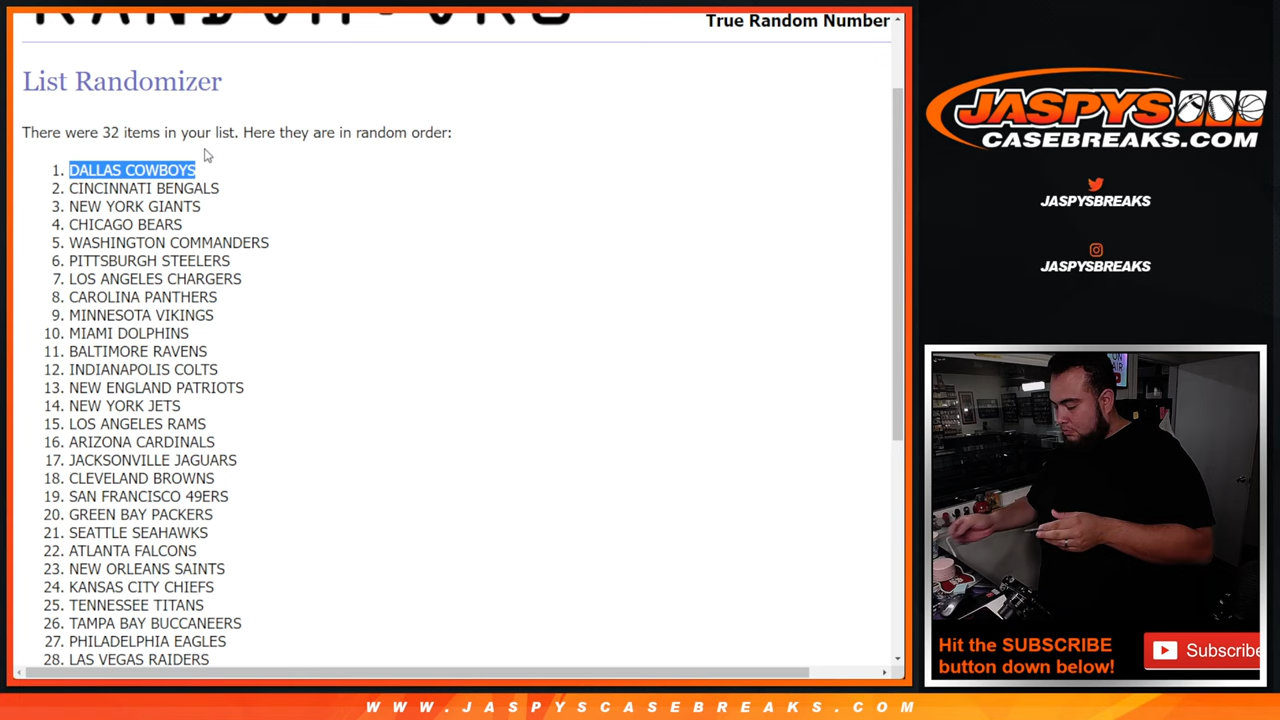 True Random Number
List Randomizer
There were 32 items in your list. Here they are in random order:
1. DALLAS COWBOYS
2. CINCINNATI BENGALS
3. NEW YORK GIANTS
4. CHICAGO BEARS
5. WASHINGTON COMMANDERS
6. PITTSBURGH STEELERS
7. LOS ANGELES CHARGERS
8. CAROLINA PANTHERS
9. MINNESOTA VIKINGS
10. MIAMI DOLPHINS
11. BALTIMORE RAVENS
12. INDIANAPOLIS COLTS
13. NEW ENGLAND PATRIOTS
14. NEW YORK JETS
15. LOS ANGELES RAMS
16. ARIZONA CARDINALS
17. JACKSONVILLE JAGUARS
18. CLEVELAND BROWNS
19. SAN FRANCISCO 49ERS
20. GREEN BAY PACKERS
21. SEATTLE SEAHAWKS
22. ATLANTA FALCONS
23. NEW ORLEANS SAINTS
24. KANSAS CITY CHIEFS
25. TENNESSEE TITANS
26. TAMPA BAY BUCCANEERS
27. PHILADELPHIA EAGLES
28. LAS VEGAS RAIDERS
JASPYS
CASEBREAKS.COM
JASPYSBREAKS
JASPYSBREAKS
ON
AIR
Hit the SUBSCRIBE
button down below!
Subscribe
WWW.JASPYSCASEBREAKS.COM